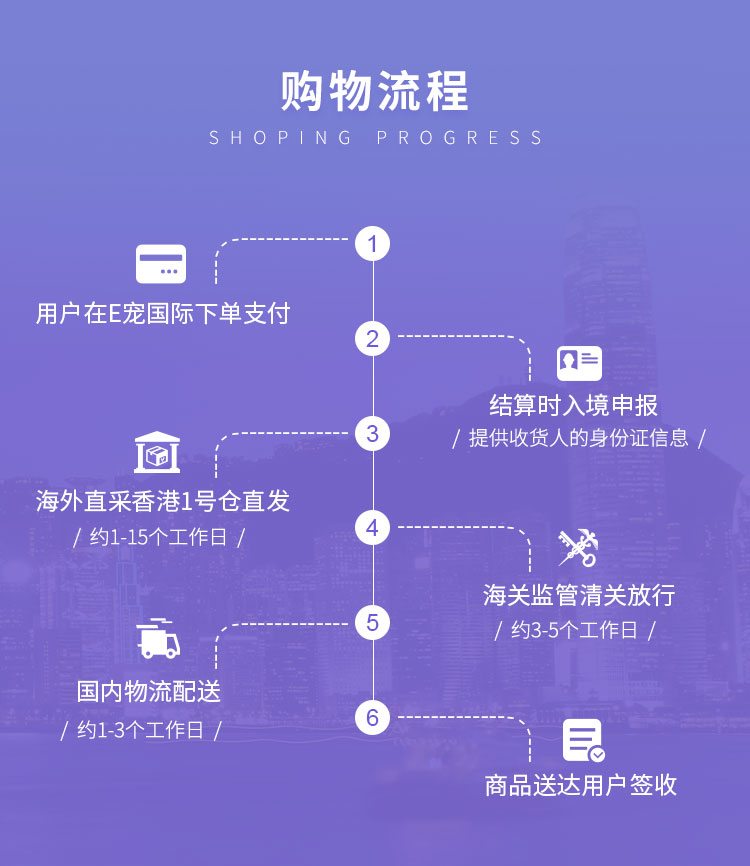 购物流程
SHOPING PROGRESS
1
用户在E宠国际下单支付
2
结算时入境申报
/ 提供收货人的身份证信息 /
3
海外直采香港1号仓直发
/ 约1-15个工作日 /
4
海关监管清关放行
/ 约3-5个工作日 /
5
国内物流配送
/ 约1-3个工作日 /
6
商品送达用户签收